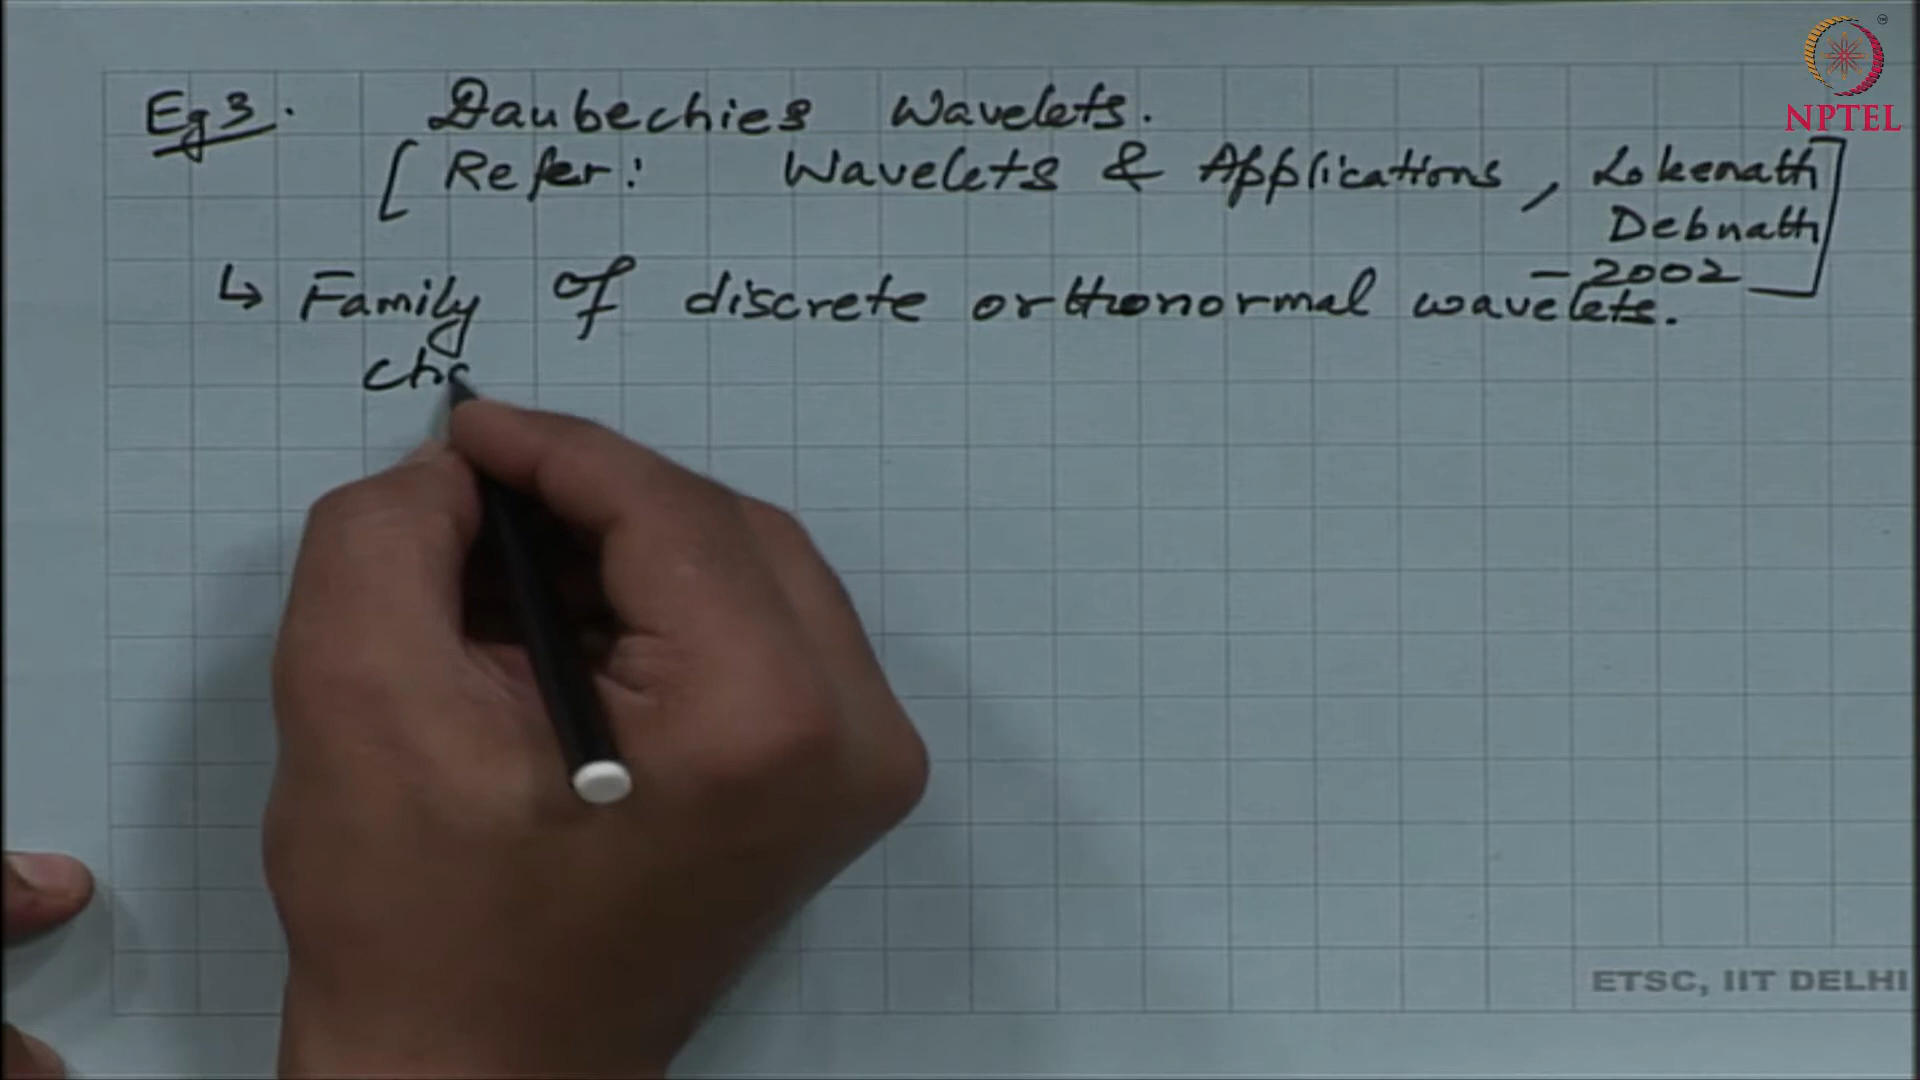 Eg 3. Daubechies Wavelets.
[Refer: Wavelets & Applications, Lokenath
Debnath
- 2002]
↳ Family of discrete orthonormal wavelets.
cha
NPTEL
ETSC, IIT DELHI